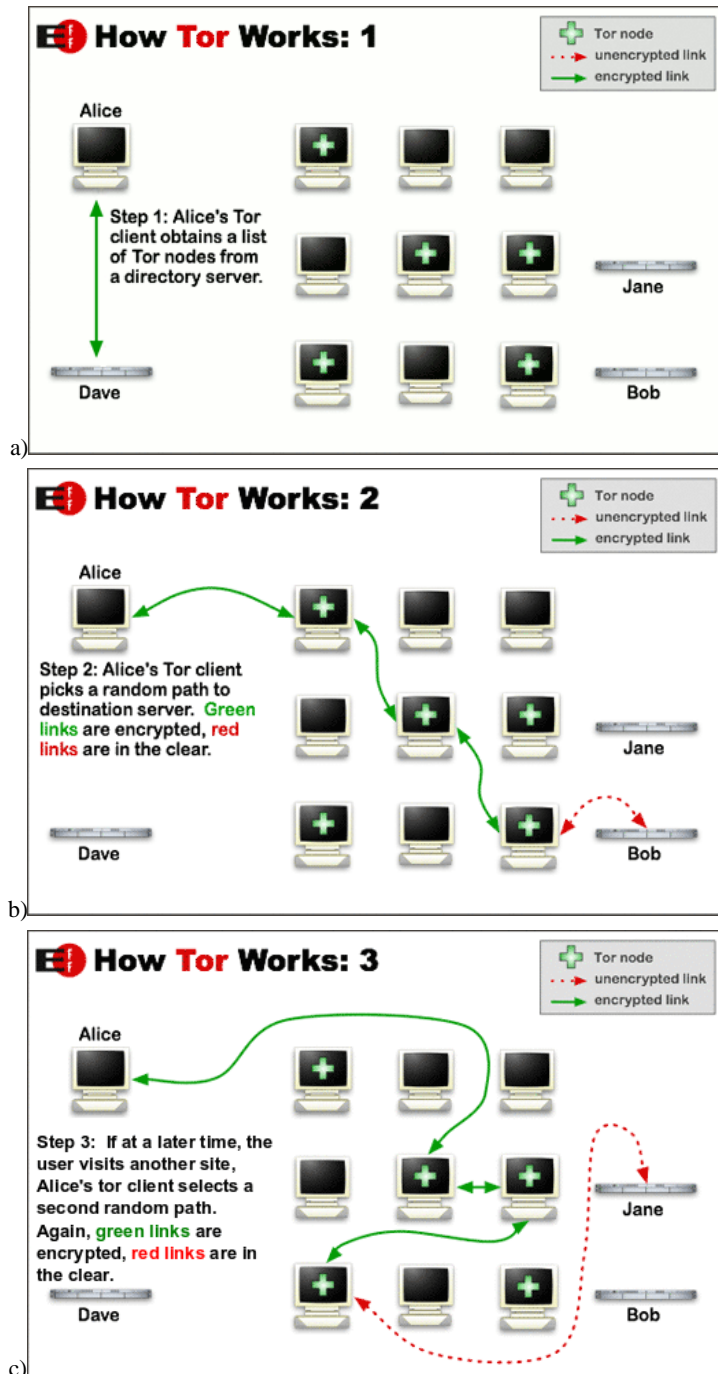 EFF How Tor Works: 1
Tor node
unencrypted link
encrypted link
Alice
Step 1: Alice's Tor
client obtains a list
of Tor nodes from
a directory server.
Jane
Dave
Bob
a)
EFF How Tor Works: 2
Tor node
unencrypted link
encrypted link
Alice
Step 2: Alice's Tor client
picks a random path to
destination server. Green
links are encrypted, red
links are in the clear.
Jane
Dave
Bob
b)
EFF How Tor Works: 3
Tor node
unencrypted link
encrypted link
Alice
Step 3: If at a later time, the
user visits another site,
Alice's tor client selects a
second random path.
Again, green links are
encrypted, red links are in
the clear.
Jane
Dave
Bob
c)